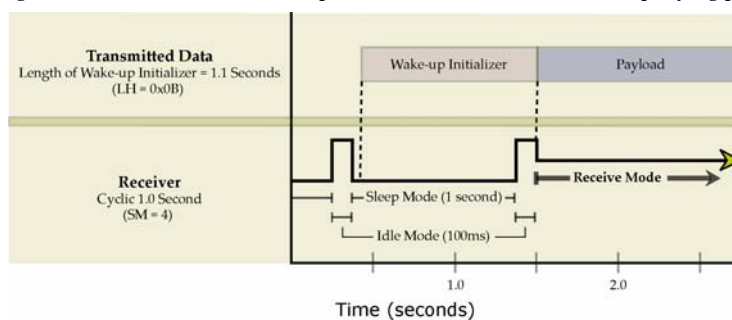 Transmitted Data
Length of Wake-up Initializer = 1.1 Seconds
(LH = 0x0B)
Wake-up Initializer
Payload
Receiver
Cyclic 1.0 Second
(SM = 4)
Receive Mode
Sleep Mode (1 second)
Idle Mode (100ms)
1.0
2.0
Time (seconds)